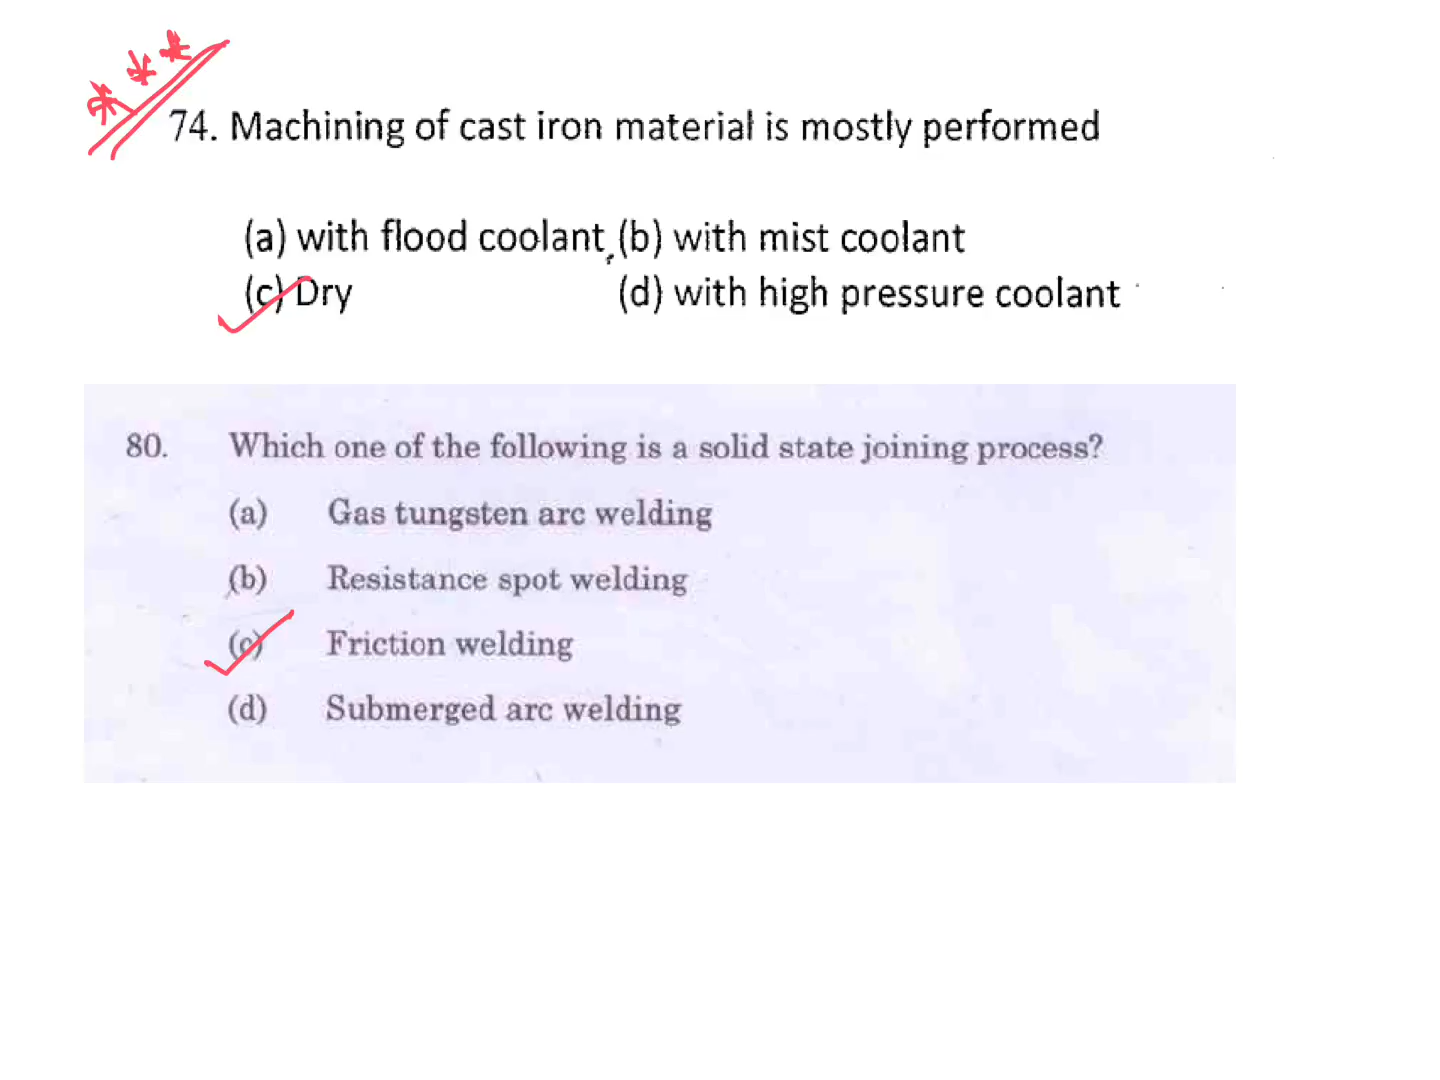 74. Machining of cast iron material is mostly performed
(a) with flood coolant (b) with mist coolant
(c) Dry (d) with high pressure coolant
80. Which one of the following is a solid state joining process?
(a) Gas tungsten arc welding
(b) Resistance spot welding
(c) Friction welding
(d) Submerged arc welding